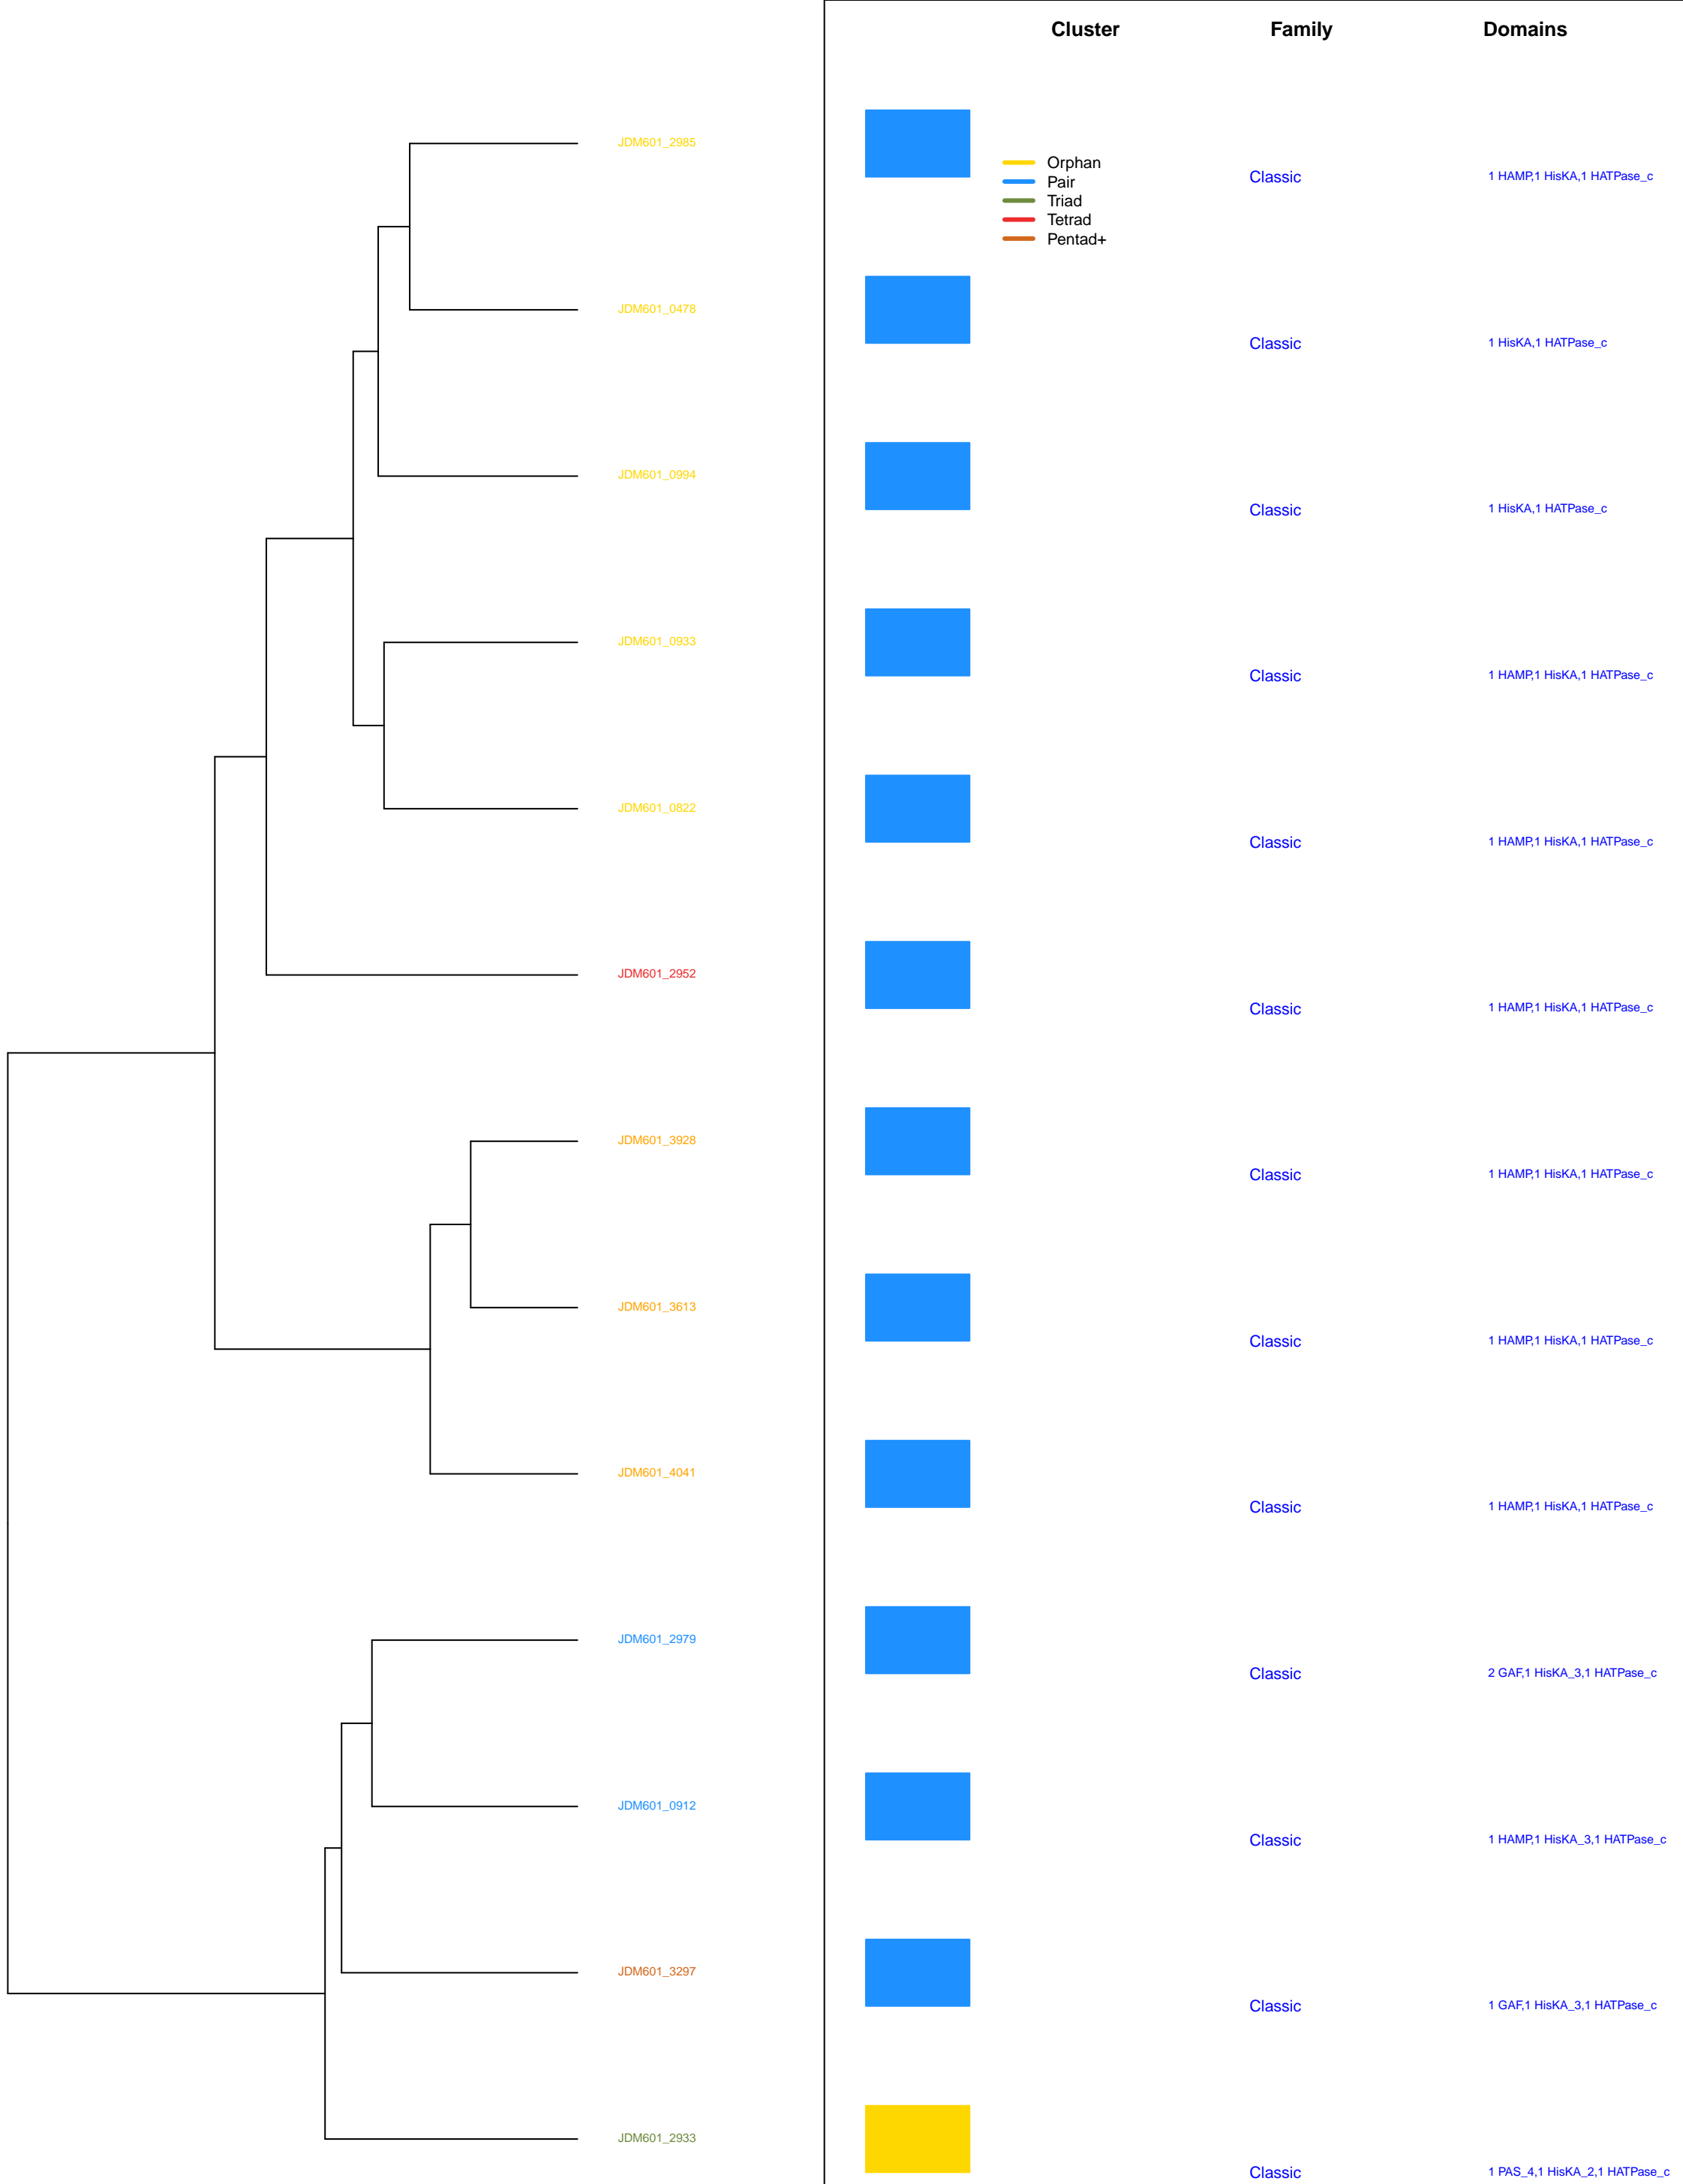 Cluster Family Domains
JDM601_2985
Orphan
Pair
Classic 1 HAMP,1 HisKA,1 HATPase_c
Triad
Tetrad
Pentad+
JDM601_0478
Classic 1 HisKA,1 HATPase_c
JDM601_0994
Classic 1 HisKA,1 HATPase_c
JDM601_0933
Classic 1 HAMP,1 HisKA,1 HATPase_c
JDM601_0822
Classic 1 HAMP,1 HisKA,1 HATPase_c
JDM601_2952
Classic 1 HAMP,1 HisKA,1 HATPase_c
JDM601_3928
Classic 1 HAMP,1 HisKA,1 HATPase_c
JDM601_3613
Classic 1 HAMP,1 HisKA,1 HATPase_c
JDM601_4041
Classic 1 HAMP,1 HisKA,1 HATPase_c
JDM601_2979
Classic 2 GAF,1 HisKA_3,1 HATPase_c
JDM601_0912
Classic 1 HAMP,1 HisKA_3,1 HATPase_c
JDM601_3297
Classic 1 GAF,1 HisKA_3,1 HATPase_c
JDM601_2933
Classic 1 PAS_4,1 HisKA_2,1 HATPase_c